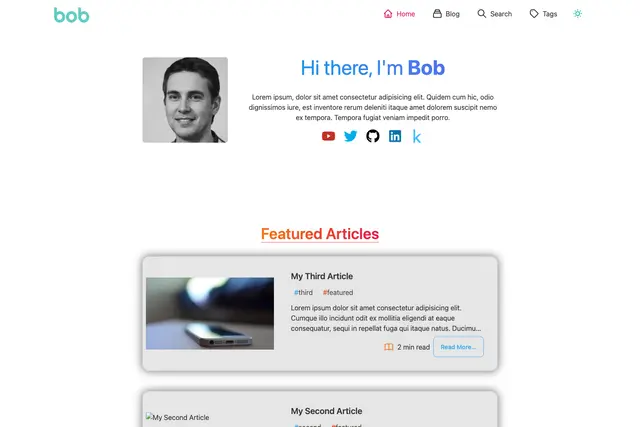 bob
Home
Blog
Search
Tags
Hi there, I'm Bob
Lorem ipsum, dolor sit amet consectetur adipisicing elit. Quidem cum hic, odio
dignissimos iure, est inventore rerum deleniti itaque amet dolorem suscipit nemo
ex tempora. Tempora fugiat veniam impedit porro.
k
Featured Articles
My Third Article
#third #featured
Lorem ipsum dolor sit amet consectetur adipisicing elit.
Cumque illo incidunt odit ex mollitia eligendi at eaque
consequatur, sequi in repellat fuga qui itaque natus. Ducimu...
2 min read
Read More...
My Second Article
My Second Article
#second #featured